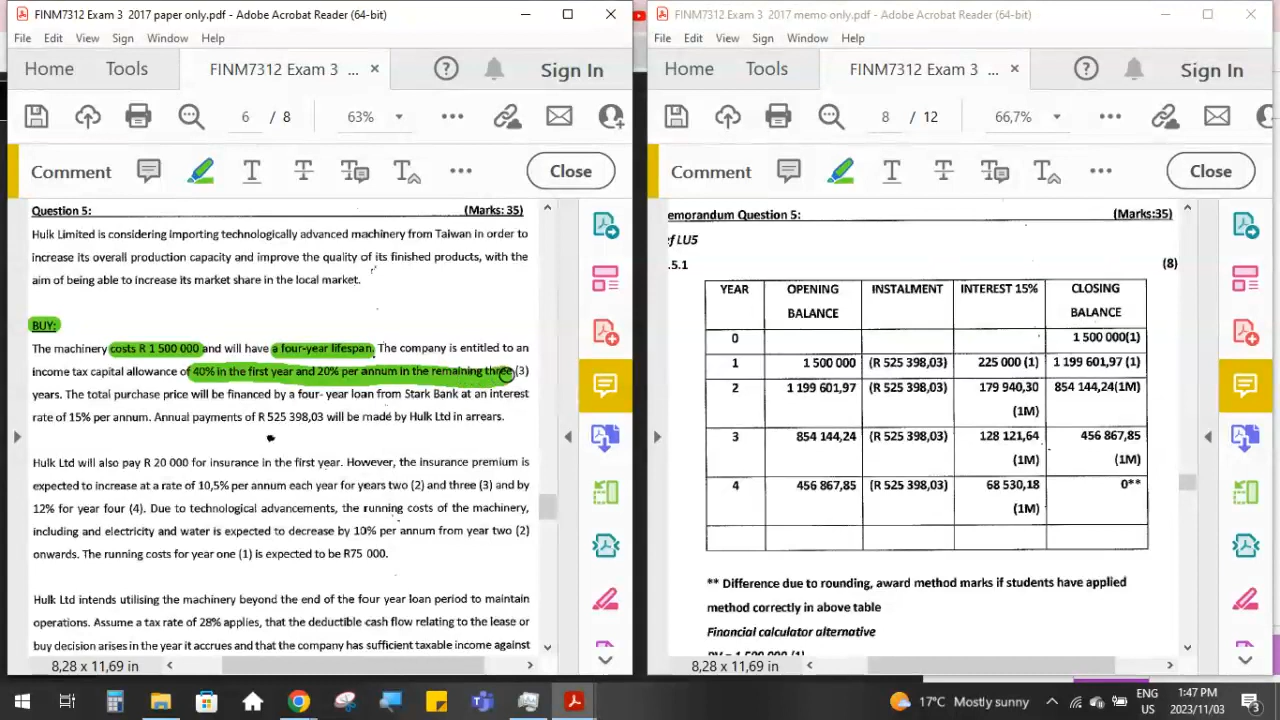 FINM7312 Exam 3 2017 paper only.pdf - Adobe Acrobat Reader (64-bit)
File Edit View Sign Window Help
Home Tools FINM7312 Exam 3 ... × ? Sign In
6 / 8 63%
Comment Close
Question 5: (Marks: 35)
Hulk Limited is considering importing technologically advanced machinery from Taiwan in order to
increase its overall production capacity and improve the quality of its finished products, with the
aim of being able to increase its market share in the local market.
BUY:
The machinery costs R 1 500 000 and will have a four-year lifespan. The company is entitled to an
income tax capital allowance of 40% in the first year and 20% per annum in the remaining three (3)
years. The total purchase price will be financed by a four- year loan from Stark Bank at an interest
rate of 15% per annum. Annual payments of R 525 398,03 will be made by Hulk Ltd in arrears.
Hulk Ltd will also pay R 20 000 for insurance in the first year. However, the insurance premium is
expected to increase at a rate of 10,5% per annum each year for years two (2) and three (3) and by
12% for year four (4). Due to technological advancements, the running costs of the machinery,
including and electricity and water is expected to decrease by 10% per annum from year two (2)
onwards. The running costs for year one (1) is expected to be R75 000.
Hulk Ltd intends utilising the machinery beyond the end of the four year loan period to maintain
operations. Assume a tax rate of 28% applies, that the deductible cash flow relating to the lease or
buy decision arises in the year it accrues and that the company has sufficient taxable income against
8,28 x 11,69 in
FINM7312 Exam 3 2017 memo only.pdf - Adobe Acrobat Reader (64-bit)
File Edit View Sign Window Help
Home Tools FINM7312 Exam 3 ... × ? Sign In
8 / 12 66,7%
Comment Close
emorandum Question 5: (Marks:35)
f LU5
.5.1 (8)
YEAR OPENING BALANCE INSTALMENT INTEREST 15% CLOSING BALANCE
0 1 500 000(1)
1 1 500 000 (R 525 398,03) 225 000 (1) 1 199 601,97 (1)
2 1 199 601,97 (R 525 398,03) 179 940,30 (1M) 854 144,24(1M)
3 854 144,24 (R 525 398,03) 128 121,64 (1M) 456 867,85 (1M)
4 456 867,85 (R 525 398,03) 68 530,18 (1M) 0**
** Difference due to rounding, award method marks if students have applied
method correctly in above table
Financial calculator alternative
PV = 1 500 000 (1)
8,28 x 11,69 in
17°C Mostly sunny ENG US 1:47 PM 2023/11/03 3